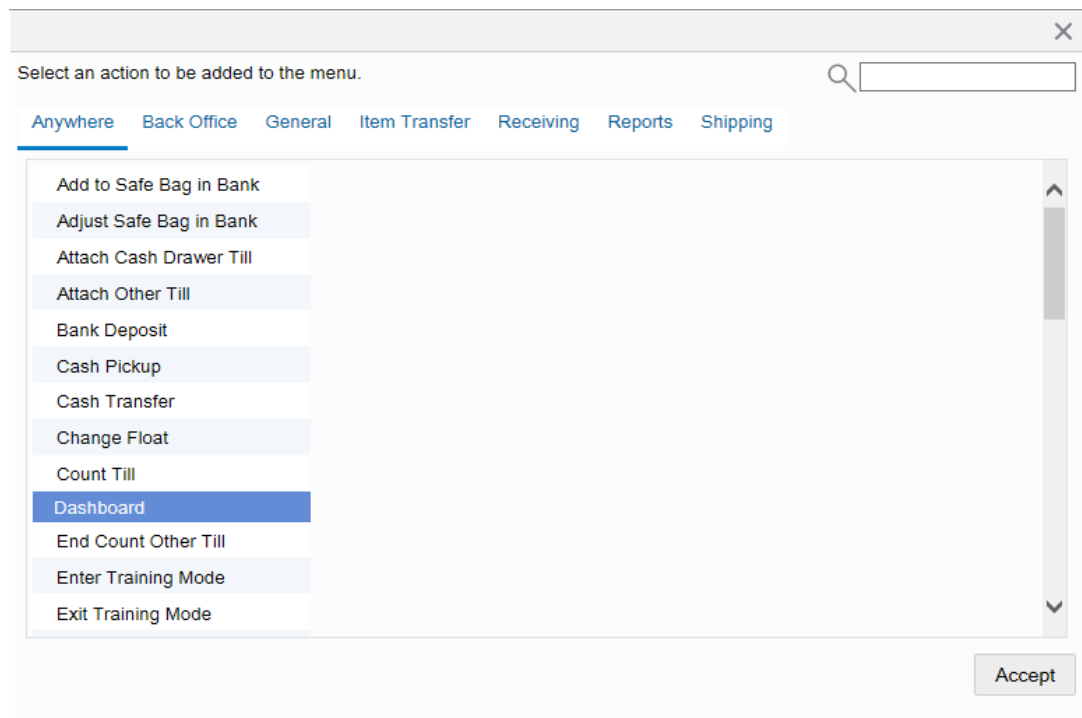 Select an action to be added to the menu.
Anywhere Back Office General Item Transfer Receiving Reports Shipping
Add to Safe Bag in Bank
Adjust Safe Bag in Bank
Attach Cash Drawer Till
Attach Other Till
Bank Deposit
Cash Pickup
Cash Transfer
Change Float
Count Till
Dashboard
End Count Other Till
Enter Training Mode
Exit Training Mode
Accept